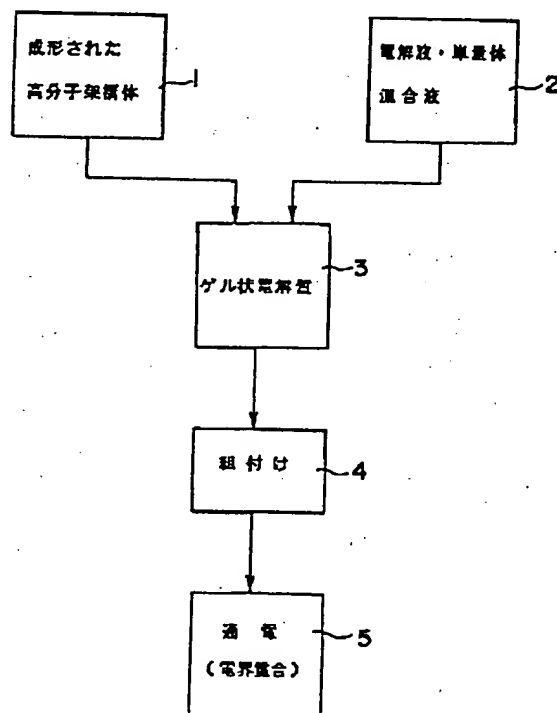 成形された
高分子架橋体
1
電解液・単量体
混合液
2
ゲル状電解質
3
組付け
4
通電
(電界重合)
5